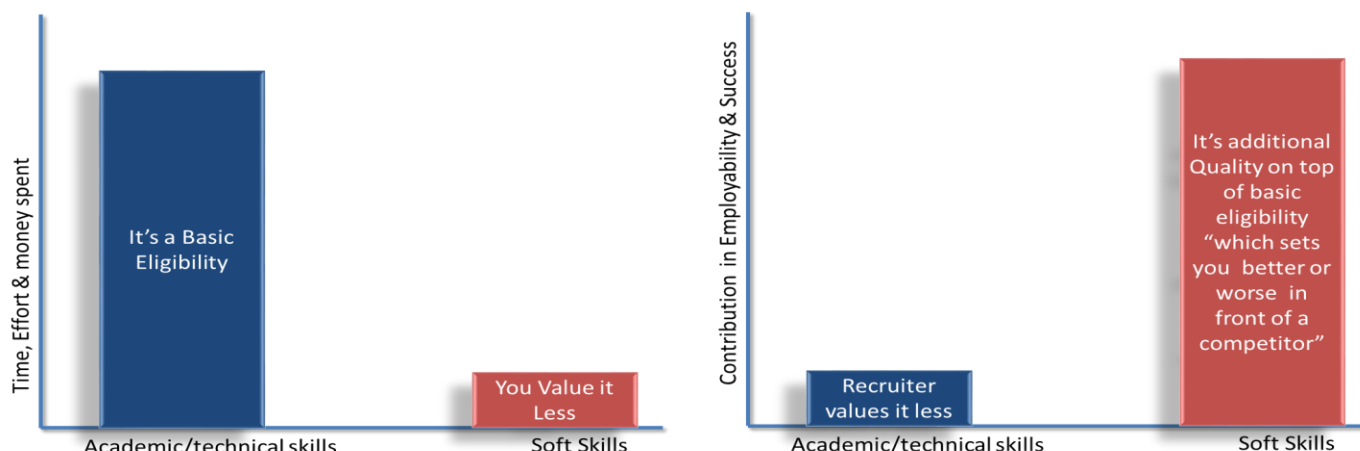 Time, Effort & money spent
It's a Basic
Eligibility
You Value it
Less
Academic/technical skills
Soft Skills
Contribution in Employability & Success
Recruiter
values it less
It's additional
Quality on top
of basic
eligibility
“which sets
you better or
worse in
front of a
competitor”
Academic/technical skills
Soft Skills